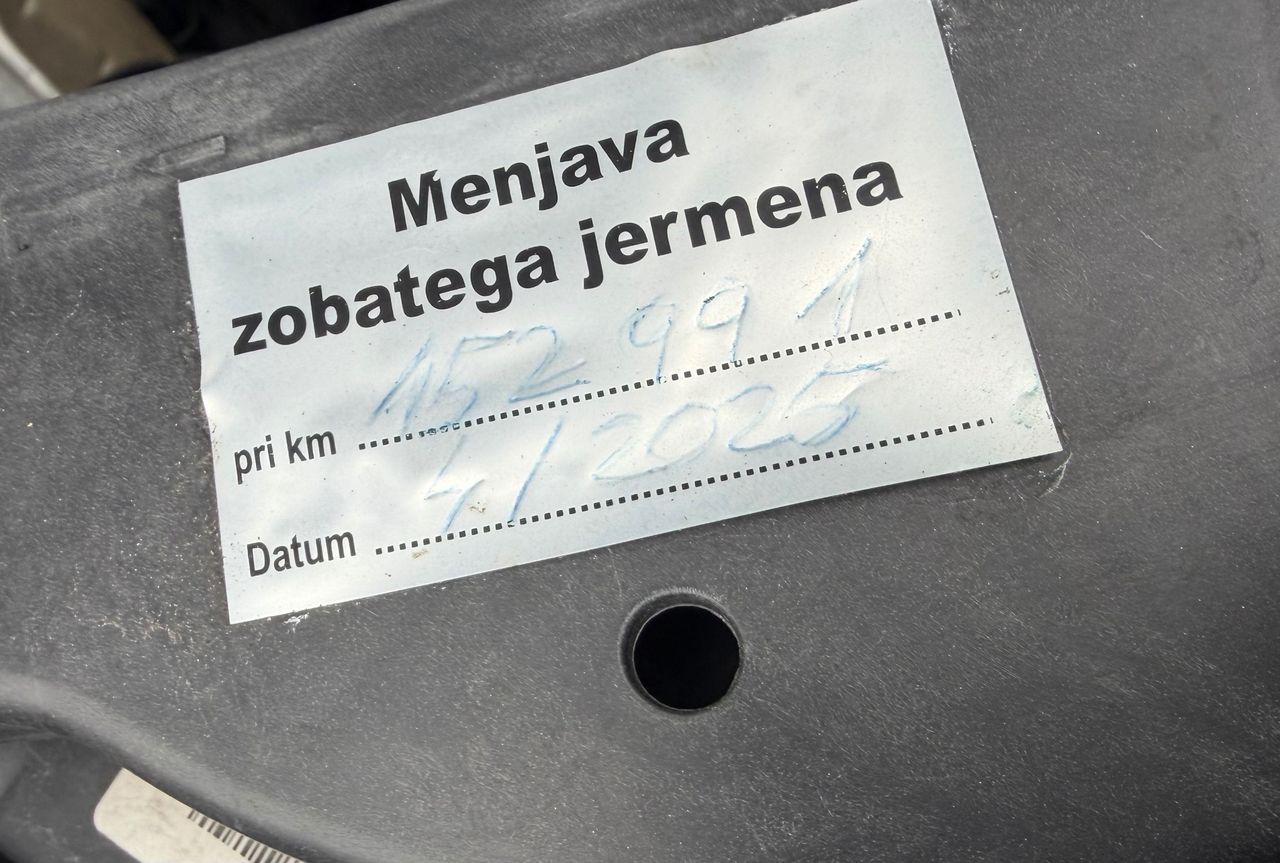 Menjava
zobatega jermena
pri km 152 991
Datum 4/2025